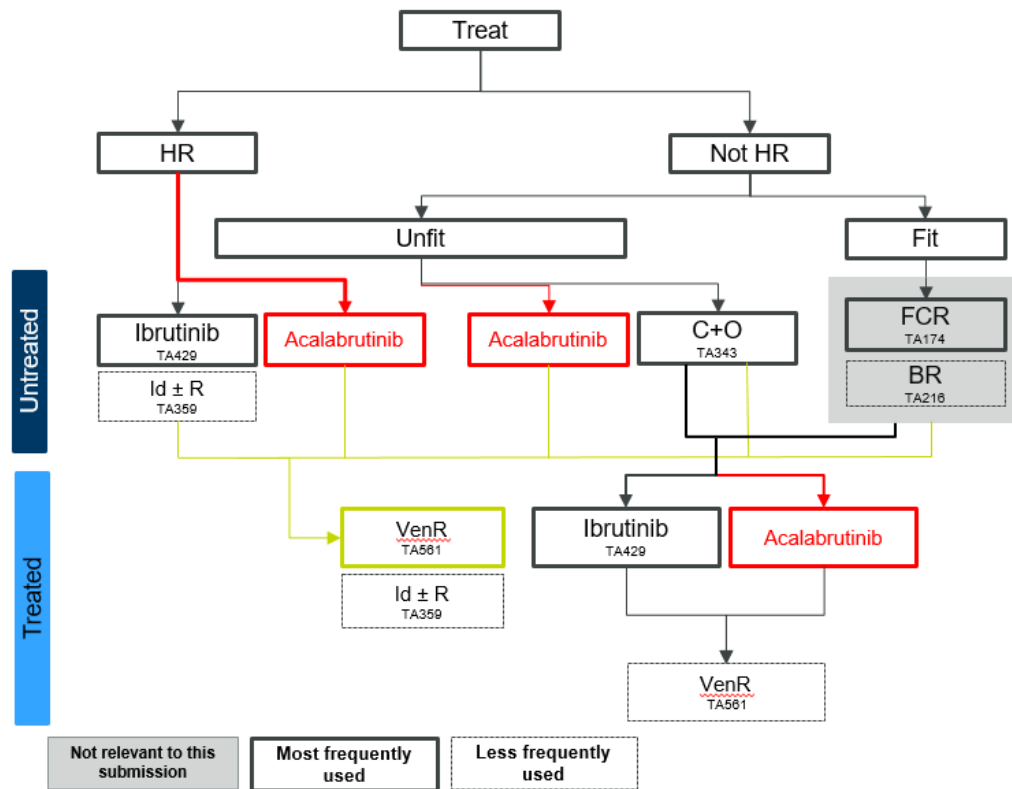 Treat
HR
Not HR
Unfit
Fit
Untreated
Ibrutinib
TA429
Id ± R
TA359
Acalabrutinib
Acalabrutinib
C+O
TA343
FCR
TA174
BR
TA216
Treated
VenR
TA561
Id ± R
TA359
Ibrutinib
TA429
Acalabrutinib
VenR
TA561
Not relevant to this
submission
Most frequently
used
Less frequently
used